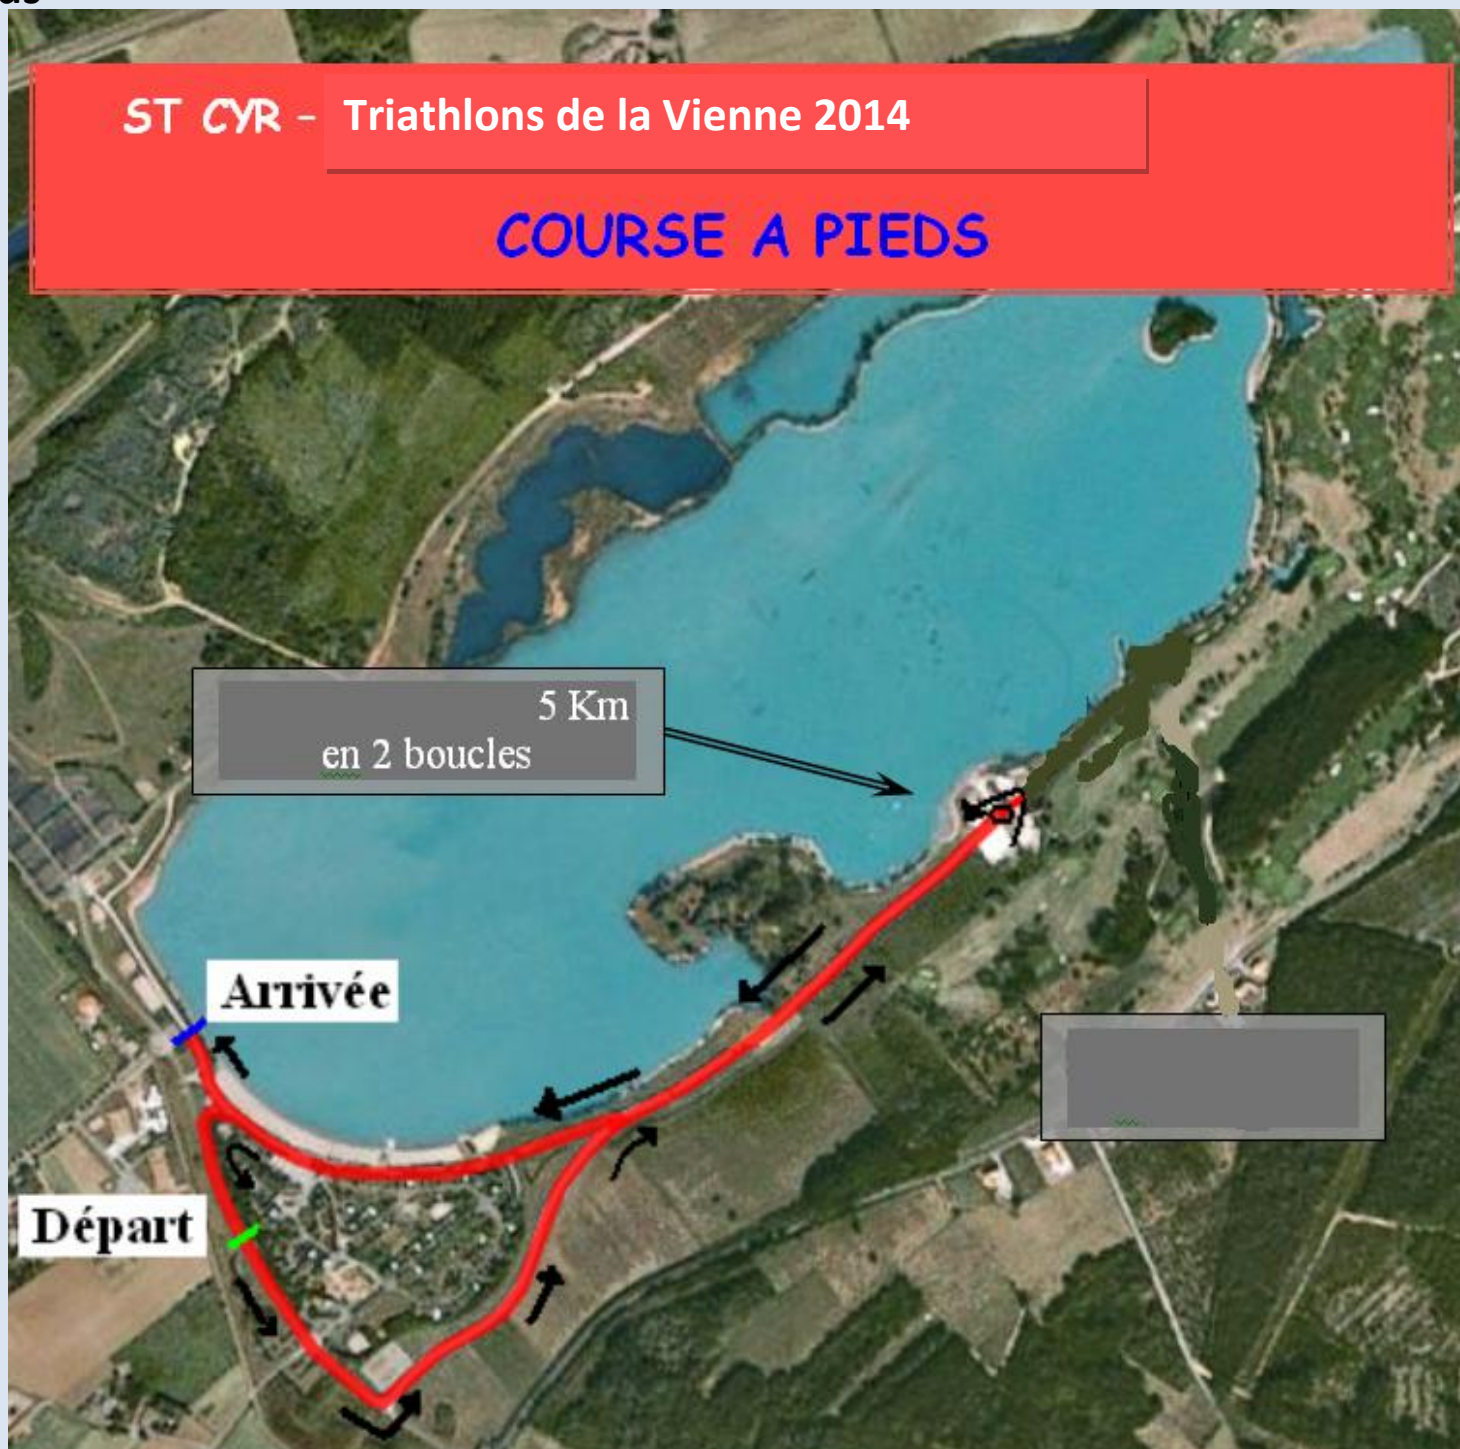 ST CYR - Triathlons de la Vienne 2014
COURSE A PIEDS
5 Km
en 2 boucles
Arrivée
Départ